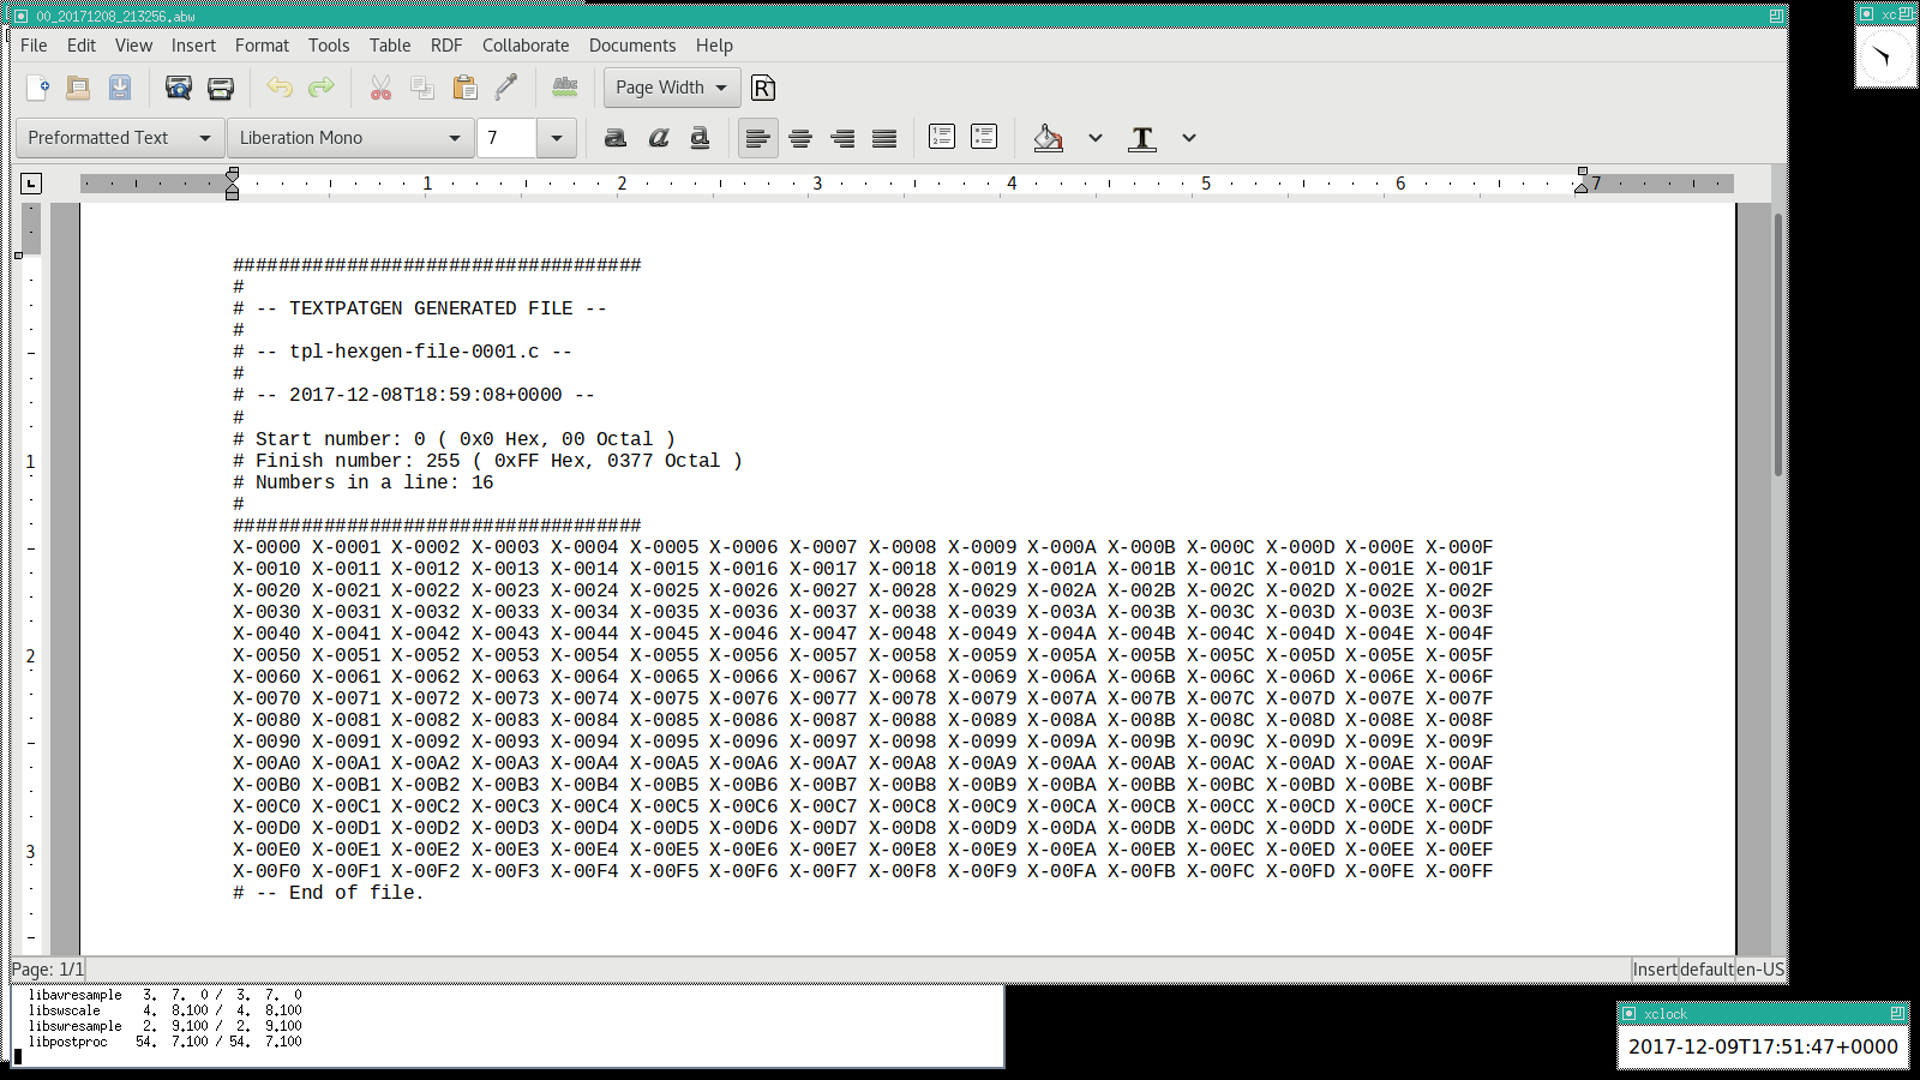 00_20171208_213256.abw
xc
File Edit View Insert Format Tools Table RDF Collaborate Documents Help
Abc Page Width R
Preformatted Text Liberation Mono 7 a a a T
1 2 3 4 5 6 7
####################################
#
# -- TEXTPATGEN GENERATED FILE --
#
# -- tpl-hexgen-file-0001.c --
#
# -- 2017-12-08T18:59:08+0000 --
#
# Start number: 0 ( 0x0 Hex, 00 Octal )
# Finish number: 255 ( 0xFF Hex, 0377 Octal )
# Numbers in a line: 16
#
####################################
X-0000 X-0001 X-0002 X-0003 X-0004 X-0005 X-0006 X-0007 X-0008 X-0009 X-000A X-000B X-000C X-000D X-000E X-000F
X-0010 X-0011 X-0012 X-0013 X-0014 X-0015 X-0016 X-0017 X-0018 X-0019 X-001A X-001B X-001C X-001D X-001E X-001F
X-0020 X-0021 X-0022 X-0023 X-0024 X-0025 X-0026 X-0027 X-0028 X-0029 X-002A X-002B X-002C X-002D X-002E X-002F
X-0030 X-0031 X-0032 X-0033 X-0034 X-0035 X-0036 X-0037 X-0038 X-0039 X-003A X-003B X-003C X-003D X-003E X-003F
X-0040 X-0041 X-0042 X-0043 X-0044 X-0045 X-0046 X-0047 X-0048 X-0049 X-004A X-004B X-004C X-004D X-004E X-004F
X-0050 X-0051 X-0052 X-0053 X-0054 X-0055 X-0056 X-0057 X-0058 X-0059 X-005A X-005B X-005C X-005D X-005E X-005F
X-0060 X-0061 X-0062 X-0063 X-0064 X-0065 X-0066 X-0067 X-0068 X-0069 X-006A X-006B X-006C X-006D X-006E X-006F
X-0070 X-0071 X-0072 X-0073 X-0074 X-0075 X-0076 X-0077 X-0078 X-0079 X-007A X-007B X-007C X-007D X-007E X-007F
X-0080 X-0081 X-0082 X-0083 X-0084 X-0085 X-0086 X-0087 X-0088 X-0089 X-008A X-008B X-008C X-008D X-008E X-008F
X-0090 X-0091 X-0092 X-0093 X-0094 X-0095 X-0096 X-0097 X-0098 X-0099 X-009A X-009B X-009C X-009D X-009E X-009F
X-00A0 X-00A1 X-00A2 X-00A3 X-00A4 X-00A5 X-00A6 X-00A7 X-00A8 X-00A9 X-00AA X-00AB X-00AC X-00AD X-00AE X-00AF
X-00B0 X-00B1 X-00B2 X-00B3 X-00B4 X-00B5 X-00B6 X-00B7 X-00B8 X-00B9 X-00BA X-00BB X-00BC X-00BD X-00BE X-00BF
X-00C0 X-00C1 X-00C2 X-00C3 X-00C4 X-00C5 X-00C6 X-00C7 X-00C8 X-00C9 X-00CA X-00CB X-00CC X-00CD X-00CE X-00CF
X-00D0 X-00D1 X-00D2 X-00D3 X-00D4 X-00D5 X-00D6 X-00D7 X-00D8 X-00D9 X-00DA X-00DB X-00DC X-00DD X-00DE X-00DF
X-00E0 X-00E1 X-00E2 X-00E3 X-00E4 X-00E5 X-00E6 X-00E7 X-00E8 X-00E9 X-00EA X-00EB X-00EC X-00ED X-00EE X-00EF
X-00F0 X-00F1 X-00F2 X-00F3 X-00F4 X-00F5 X-00F6 X-00F7 X-00F8 X-00F9 X-00FA X-00FB X-00FC X-00FD X-00FE X-00FF
# -- End of file.
1
2
3
Page: 1/1 Insert default en-US
libavresample 3. 7. 0 / 3. 7. 0
libswscale 4. 8.100 / 4. 8.100
libswresample 2. 9.100 / 2. 9.100
libpostproc 54. 7.100 / 54. 7.100
xclock
2017-12-09T17:51:47+0000